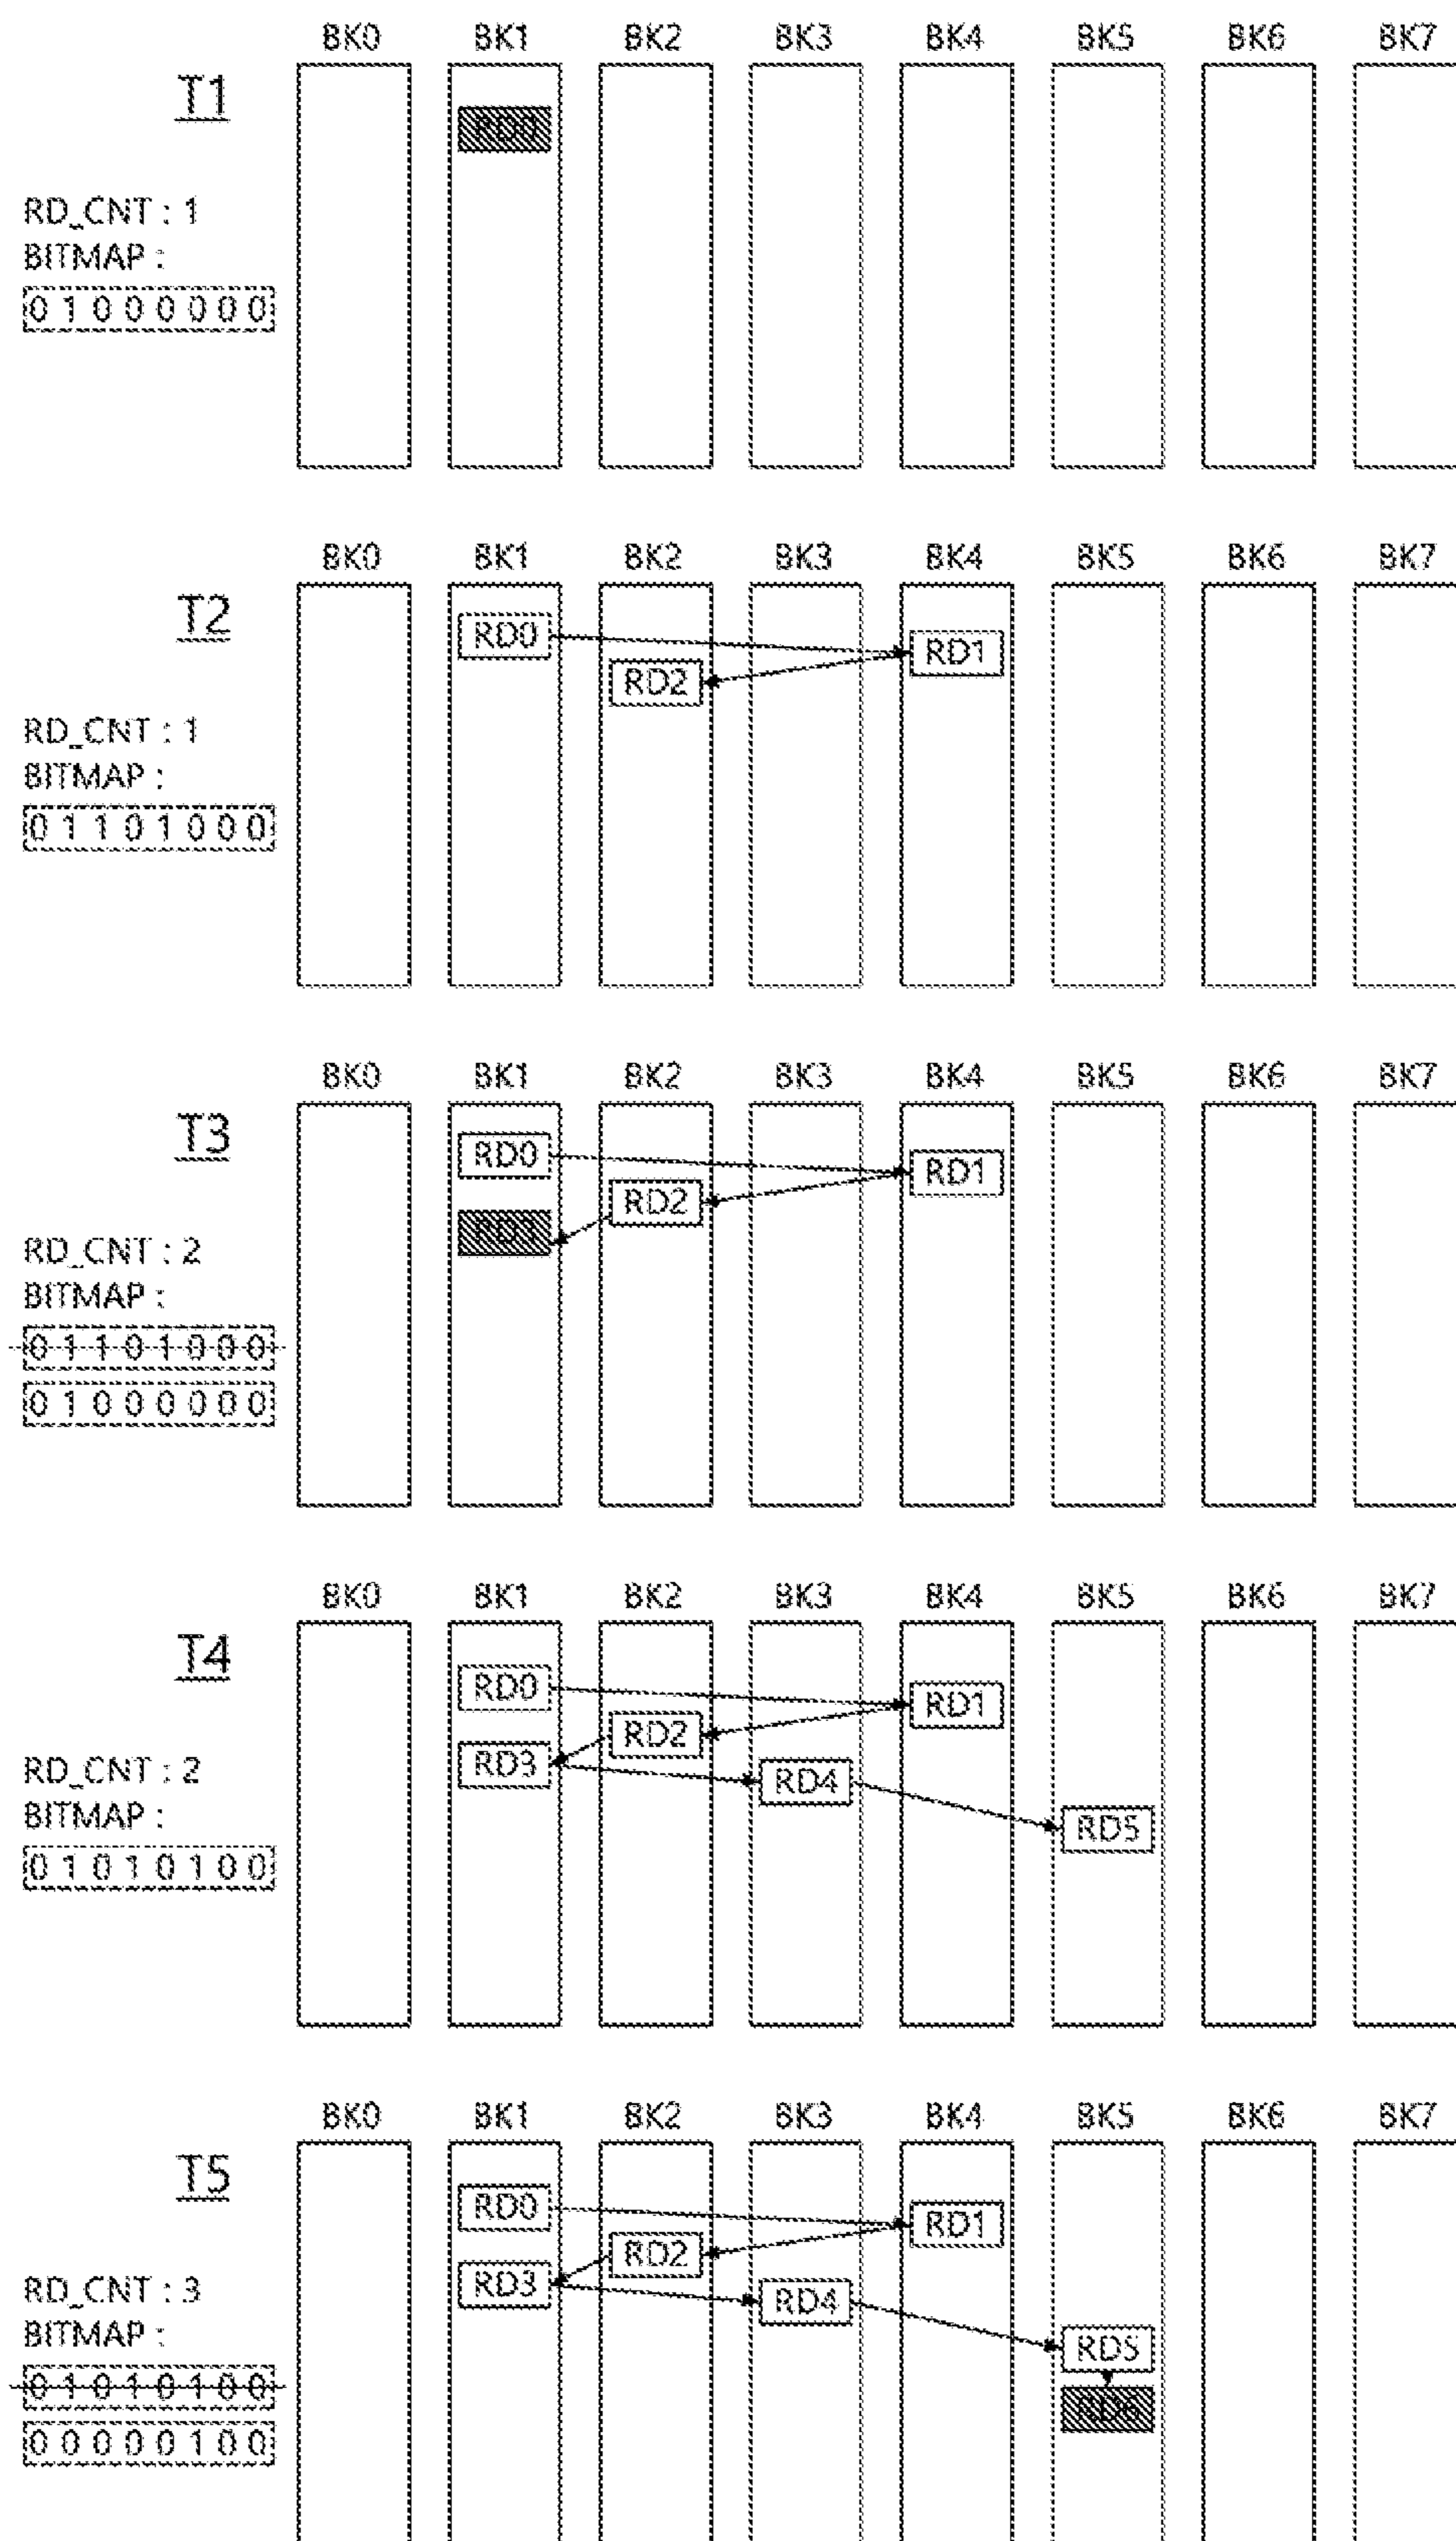 BK0 BK1 BK2 BK3 BK4 BK5 BK6 BK7
T1
RD0
RD_CNT : 1
BITMAP :
0 1 0 0 0 0 0 0
BK0 BK1 BK2 BK3 BK4 BK5 BK6 BK7
T2
RD0 RD1
RD2
RD_CNT : 1
BITMAP :
0 1 1 0 1 0 0 0
BK0 BK1 BK2 BK3 BK4 BK5 BK6 BK7
T3
RD0 RD1
RD2
RD3
RD_CNT : 2
BITMAP :
0 1 1 0 1 0 0 0
0 1 0 0 0 0 0 0
BK0 BK1 BK2 BK3 BK4 BK5 BK6 BK7
T4
RD0 RD1
RD2
RD3 RD4
RD_CNT : 2
BITMAP :
RD5
0 1 0 1 0 1 0 0
BK0 BK1 BK2 BK3 BK4 BK5 BK6 BK7
T5
RD0 RD1
RD2
RD3 RD4
RD_CNT : 3
BITMAP :
RD5
0 1 0 1 0 1 0 0
RD6
0 0 0 0 0 1 0 0